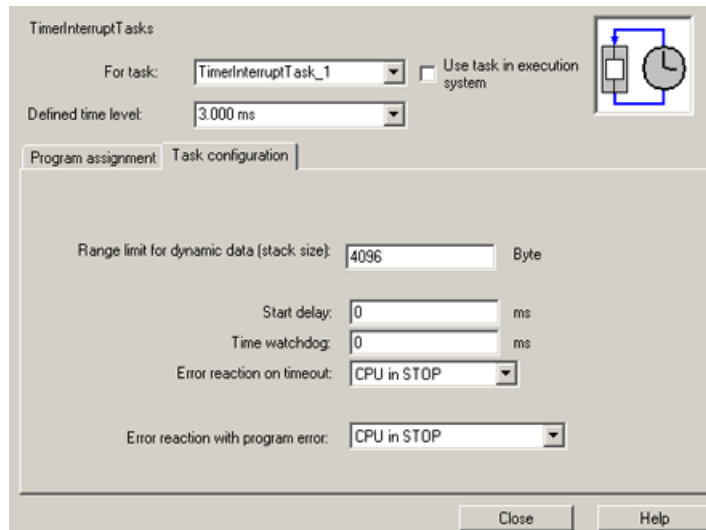 TimerInterruptTasks
For task: TimerInterruptTask_1 Use task in execution
system
Defined time level: 3.000 ms
Program assignment Task configuration
Range limit for dynamic data (stack size): 4096 Byte
Start delay: 0 ms
Time watchdog: 0 ms
Error reaction on timeout: CPU in STOP
Error reaction with program error: CPU in STOP
Close Help